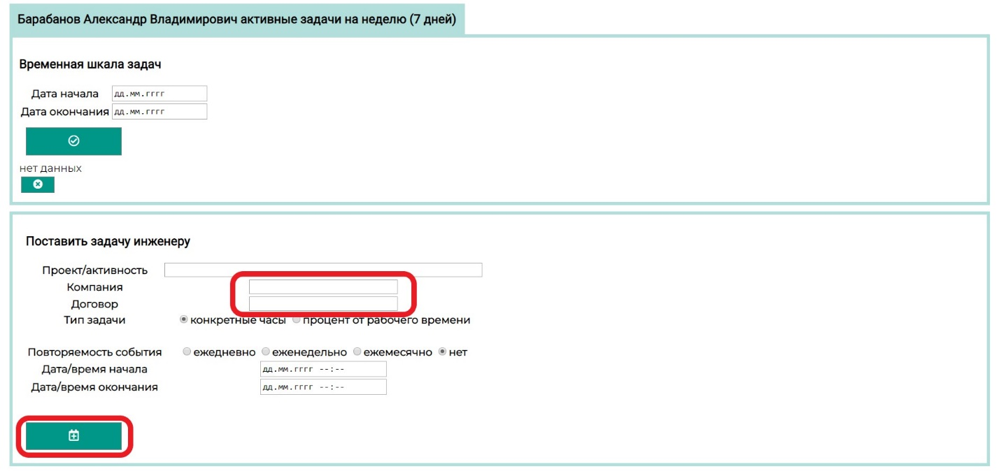 Барабанов Александр Владимирович активные задачи на неделю (7 дней)
Временная шкала задач
Дата начала дд.мм.гггг
Дата окончания дд.мм.гггг
нет данных
Поставить задачу инженеру
Проект/активность
Компания
Договор
Тип задачи конкретные часы процент от рабочего времени
Повторяемость события ежедневно еженедельно ежемесячно нет
Дата/время начала дд.мм.гггг --:--
Дата/время окончания дд.мм.гггг --:--